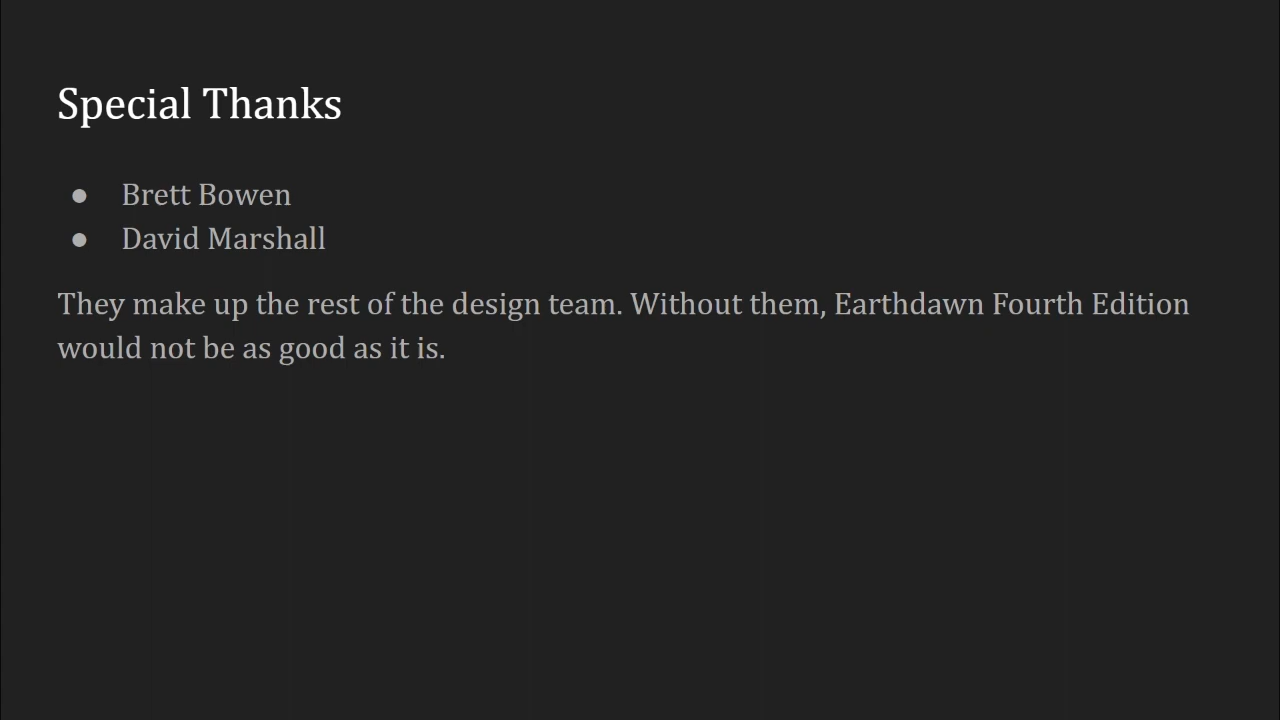 Special Thanks
● Brett Bowen
● David Marshall
They make up the rest of the design team. Without them, Earthdawn Fourth Edition
would not be as good as it is.